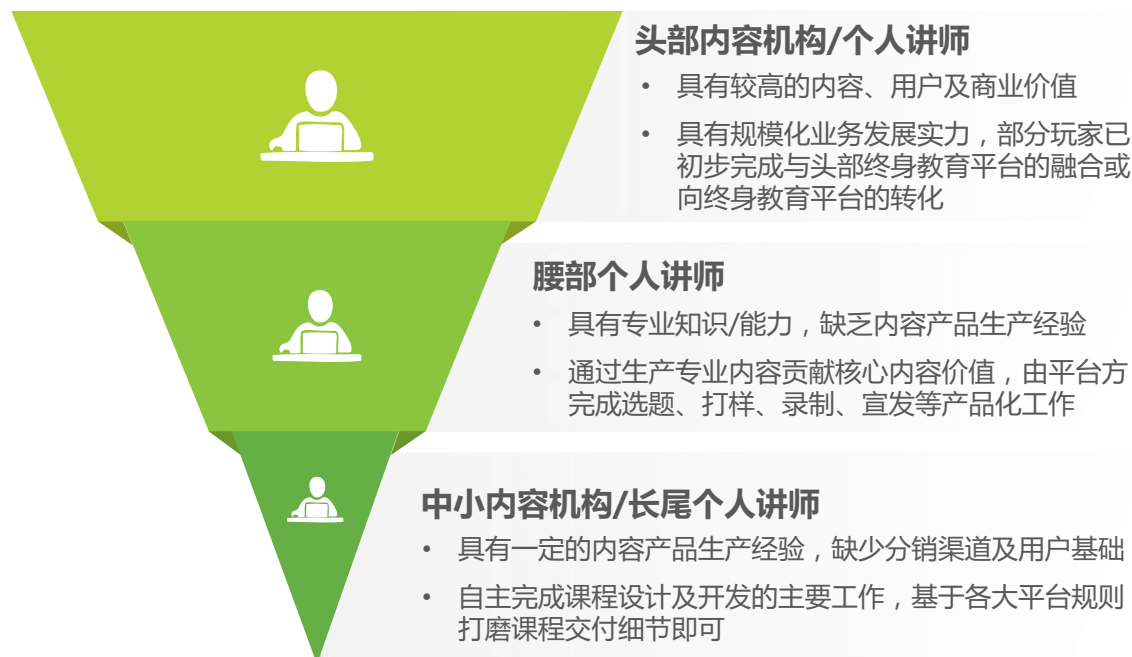 头部内容机构/个人讲师
• 具有较高的内容、用户及商业价值
• 具有规模化业务发展实力，部分玩家已
初步完成与头部终身教育平台的融合或
向终身教育平台的转化
腰部个人讲师
• 具有专业知识/能力，缺乏内容产品生产经验
• 通过生产专业内容贡献核心内容价值，由平台方
完成选题、打样、录制、宣发等产品化工作
中小内容机构/长尾个人讲师
• 具有一定的内容产品生产经验，缺少分销渠道及用户基础
• 自主完成课程设计及开发的主要工作，基于各大平台规则
打磨课程交付细节即可